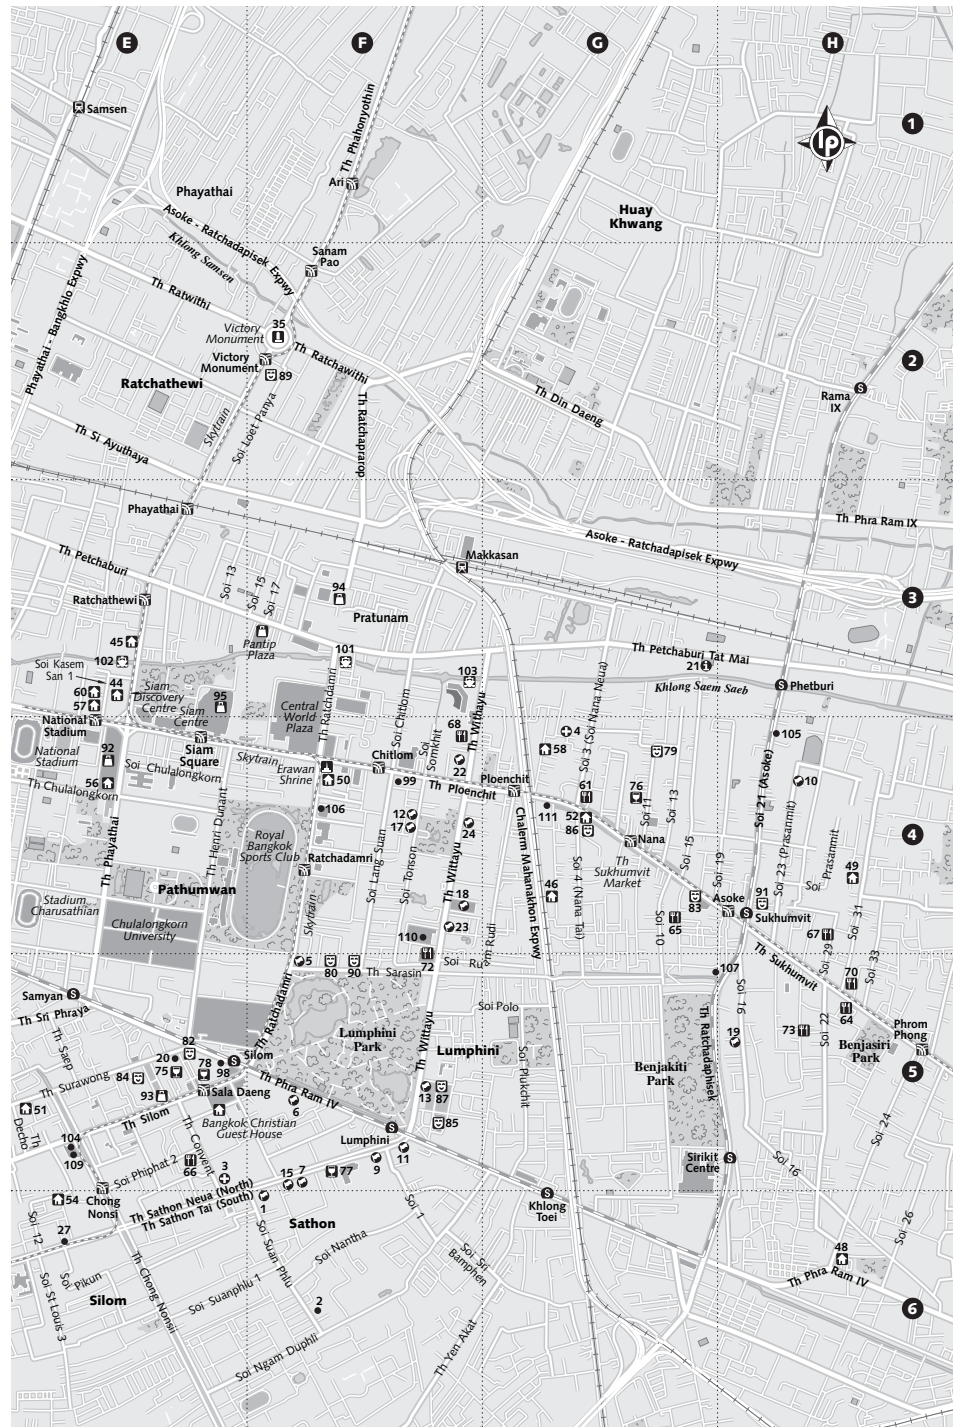 E
F
G
H
Samsen
1
lp
Th Phahonyothin
Ari
Phayathai
Huay
Khwang
Asoke - Ratchadapisek Expwy
Khlong Samsen
Sanam
Pao
Phayathai - Bangkhlo Expwy
Th Ratwithi
35
Victory
Monument
Victory
Monument
89
Th Ratchawithi
2
Ratchathewi
Rama
IX
Th Din Daeng
Skytrain
Soi Loet Panya
Th Ratchaprarop
Th Si Ayuthaya
Phayathai
Th Phra Ram IX
Asoke - Ratchadapisek Expwy
Makkasan
Th Petchaburi
Soi 13
Soi 15
Soi 17
94
3
Ratchathewi
Pratunam
45
Pantip
Plaza
101
Th Petchaburi Tat Mai
21
Soi Kasem
San 1
102
44
60
57
Siam
Discovery
Centre
Siam
Centre
95
Central
World
Plaza
Th Ratchdamri
Soi Chitlom
103
Khlong Saem Saeb
Phetburi
National
Stadium
National
Stadium
92
Siam
Square
Skytrain
Erawan
Shrine
50
Chitlom
Soi
Somkhit
68
22
Th Withayu
4
58
Soi 3 (Soi Nana Neua)
79
105
Soi Chulalongkorn
56
Th Chulalongkorn
99
Th Ploenchit
Ploenchit
61
76
10
Soi 21 (Asoke)
106
12
17
24
111
52
86
Soi 11
Soi 13
Nana
4
Th Phayathai
Th Henri Dunant
Royal
Bangkok
Sports Club
Ratchadamri
Soi Lang Suan
Soi Tonson
Th Wittayu
Chalerm Mahanakhon Expwy
Th
Sukhumvit
Market
Soi 15
Soi 19
Soi 23 (Prasanmit)
Soi Prasanmit
49
Pathumwan
18
46
Soi 4 (Nana Tai)
Asoke
83
91
Sukhumvit
Soi 31
Stadium
Charusathian
Chulalongkorn
University
Skytrain
110
23
Soi 10
65
67
Soi 29
Soi 33
5
80
90
72
Soi Ruam Rudi
Th Sukhumvit
Th Sarasin
107
70
Samyan
Th Sri Phraya
Th Ratchadamri
Soi Polo
Soi 16
64
Lumphini
Park
Th Wittayu
Lumphini
Th Ratchadaphisek
19
73
Soi 22
Phrom
Phong
Benjasiri
Park
Th Saep
82
20
75
78
98
Silom
Benjakiti
Park
Soi Plukchit
5
Th Surawong
84
93
Sala Daeng
Th Phra Ram IV
6
13
87
51
Th
Decho
Th Silom
Bangkok Christian
Guest House
85
Soi 24
104
109
Th Convent
Lumphini
11
9
Soi Phiphat 2
66
3
15
7
77
Sirikit
Centre
Soi 16
54
Chong
Nonsi
Th Sathon Neua (North)
Th Sathon Tai (South)
1
Sathon
Soi 1
Khlong
Toei
Soi 12
27
Soi Suan Phlu
Soi Nantha
Soi Sri
Bamphen
Soi 26
48
Soi
Pikun
Soi St Louis 3
Silom
Th Chong Nonsii
Soi Suanphlu 1
2
Th Phra Ram IV
6
Soi Ngam Duphli
Th Yen Akat